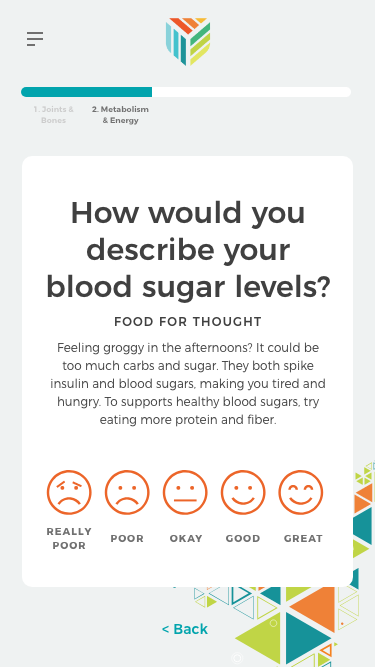 1. Joints &
Bones
2. Metabolism
& Energy
How would you
describe your
blood sugar levels?
FOOD FOR THOUGHT
Feeling groggy in the afternoons? It could be
too much carbs and sugar. They both spike
insulin and blood sugars, making you tired and
hungry. To supports healthy blood sugars, try
eating more protein and fiber.
REALLY
POOR
POOR
OKAY
GOOD
GREAT
< Back